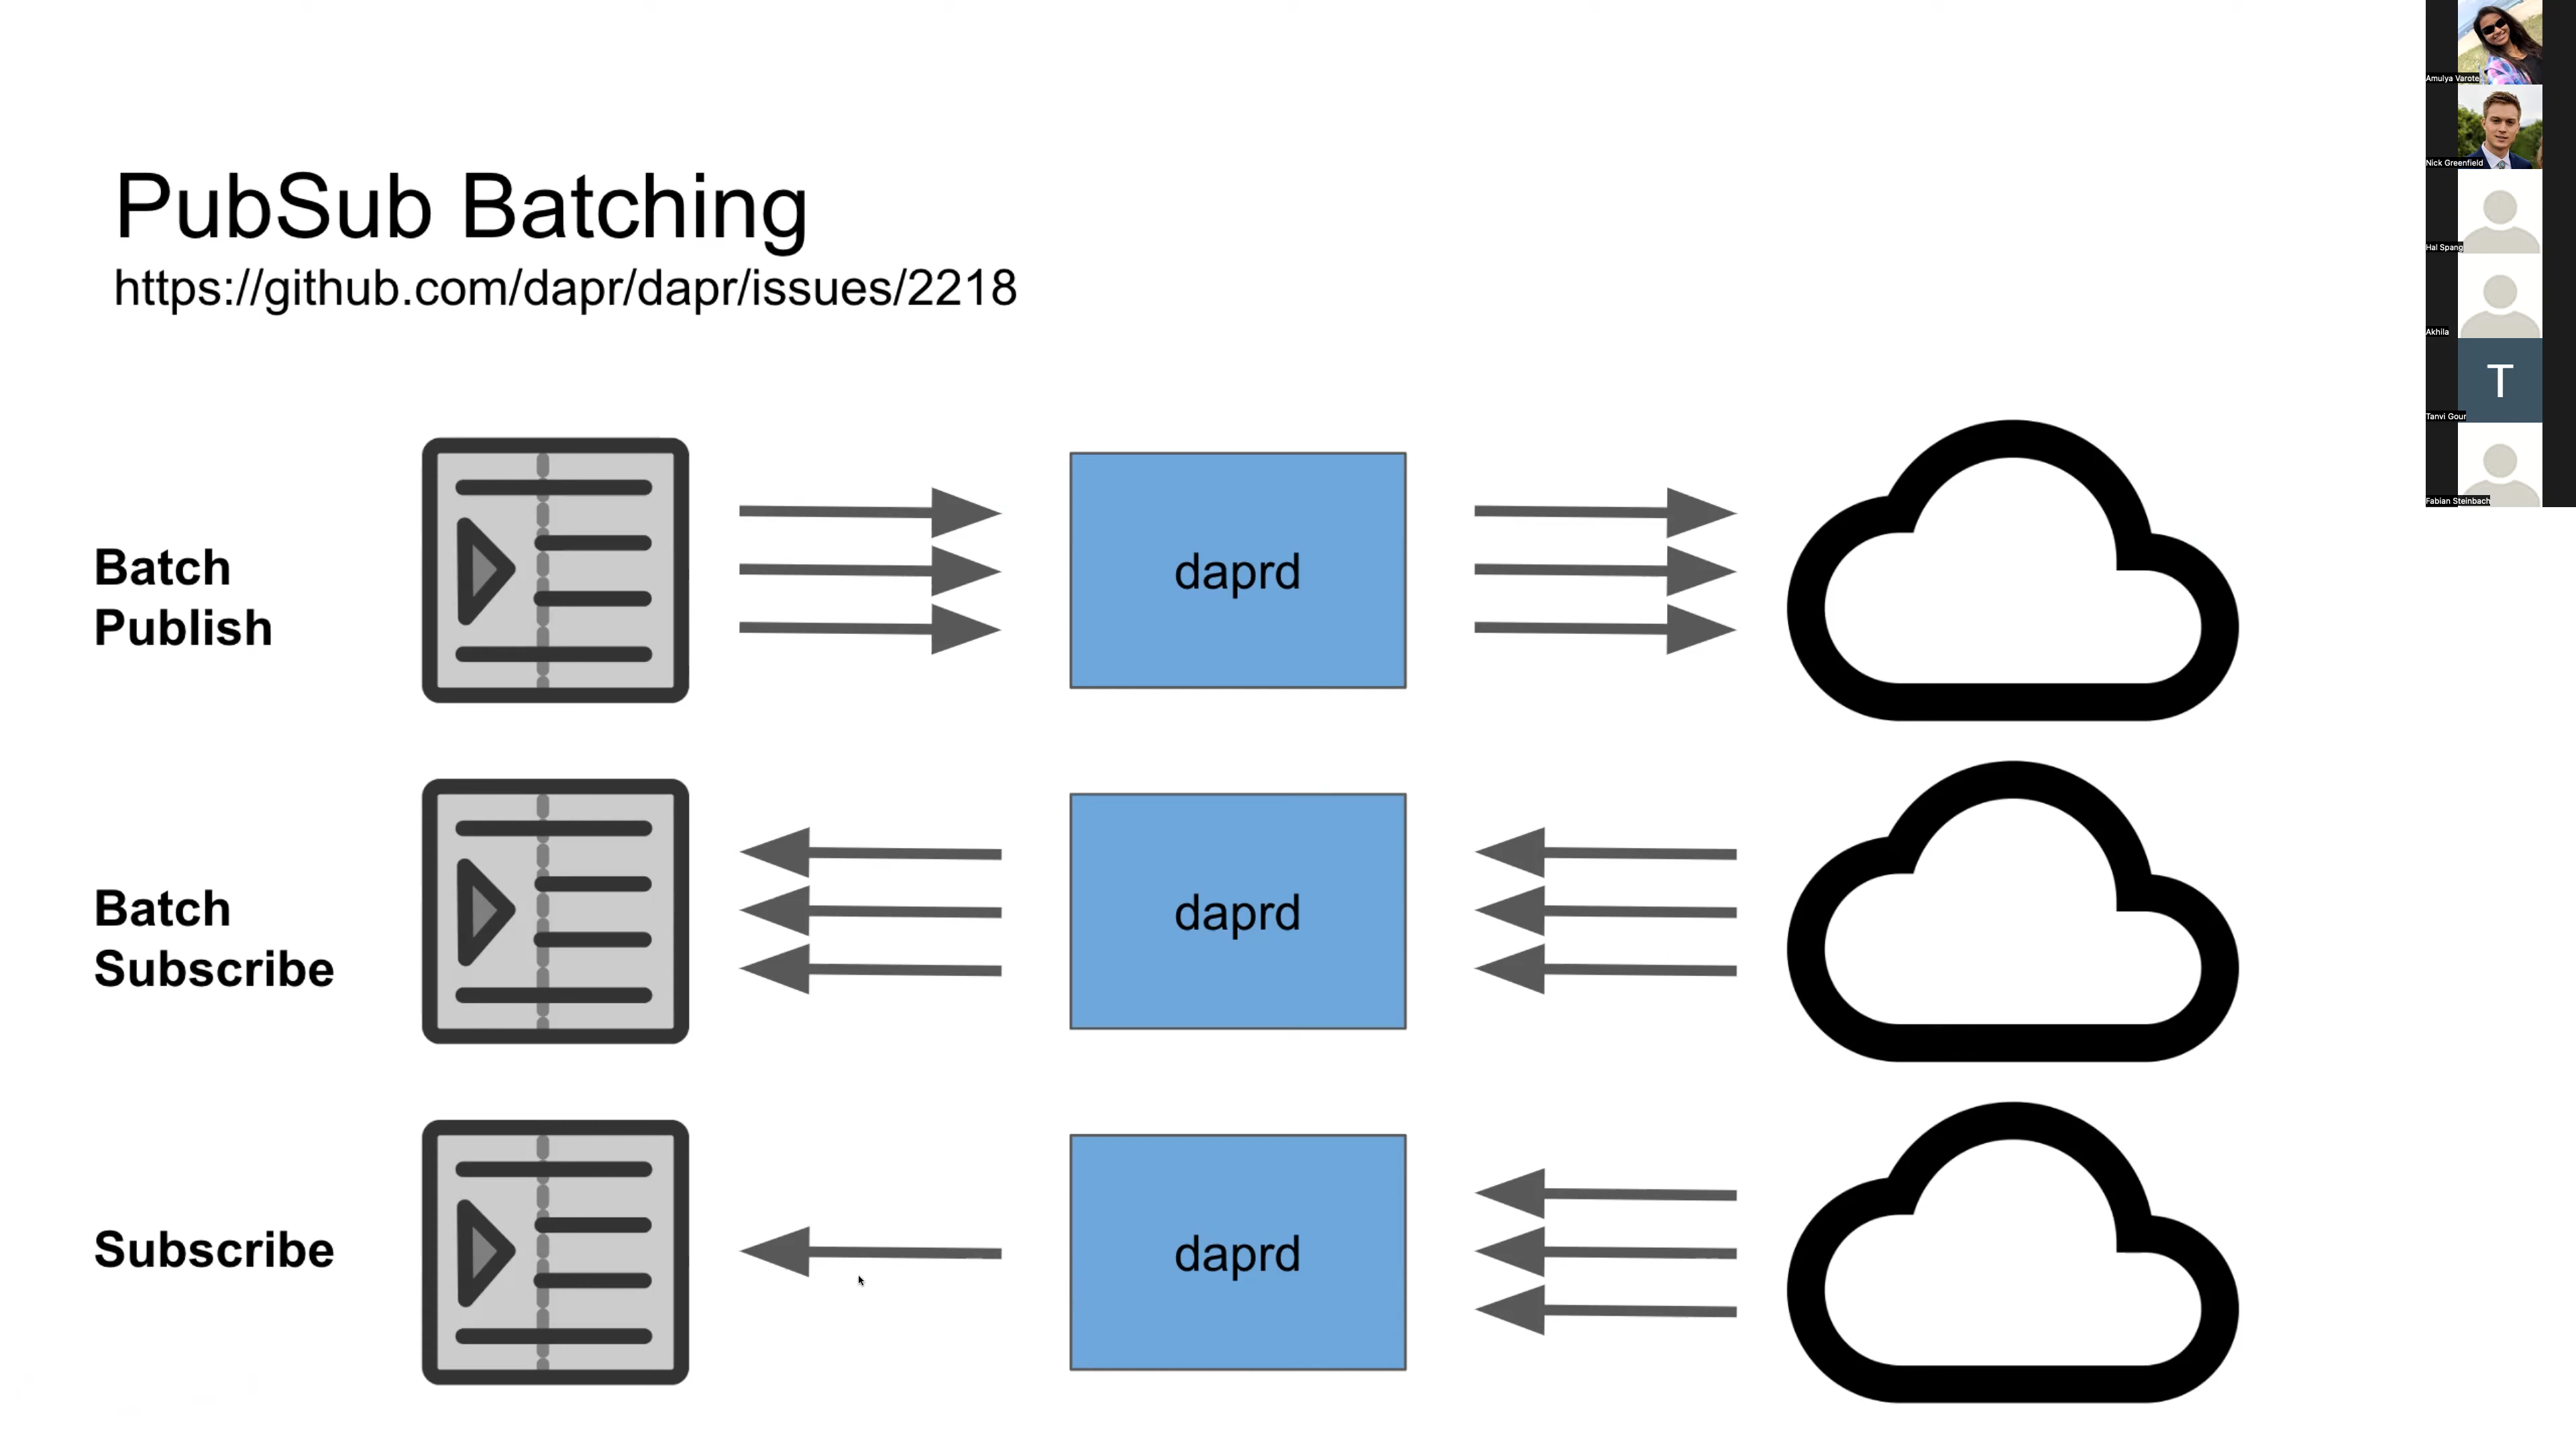 PubSub Batching
https://github.com/dapr/dapr/issues/2218
Batch
Publish
daprd
Batch
Subscribe
daprd
Subscribe
daprd
Amulya Varote
Nick Greenfield
Hal Spang
Akhila
T
Tanvi Gour
Fabian Steinbach